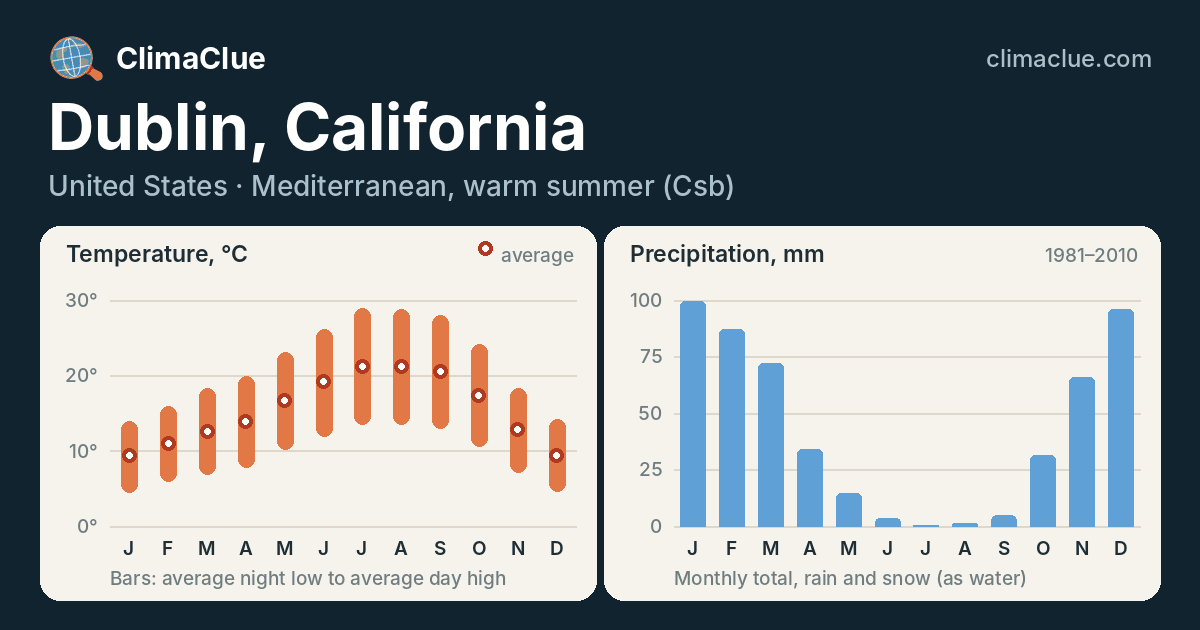 ClimaClue
climaclue.com
Dublin, California
United States · Mediterranean, warm summer (Csb)
Temperature, °C
average
30°
20°
10°
0°
J F M A M J J A S O N D
Bars: average night low to average day high
Precipitation, mm
1981–2010
100
75
50
25
0
J F M A M J J A S O N D
Monthly total, rain and snow (as water)